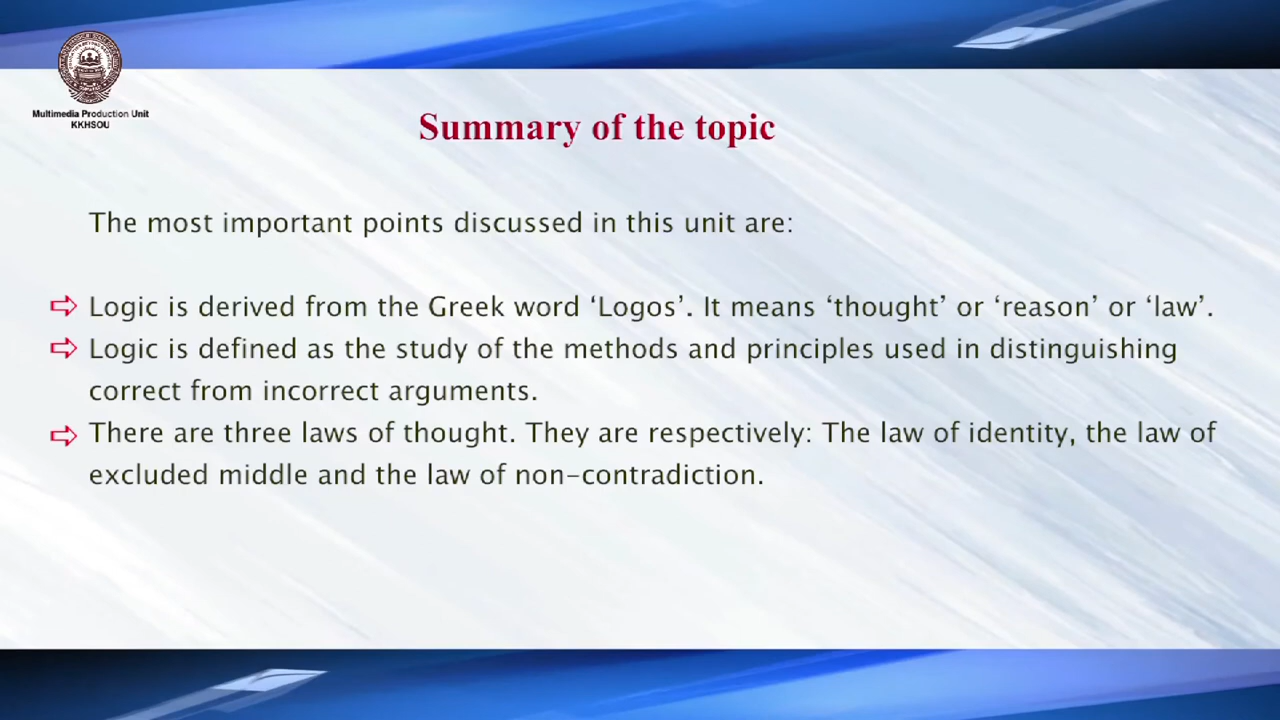 Multimedia Production Unit
KKHSOU
Summary of the topic
The most important points discussed in this unit are:
Logic is derived from the Greek word ‘Logos’. It means ‘thought’ or ‘reason’ or ‘law’.
Logic is defined as the study of the methods and principles used in distinguishing
correct from incorrect arguments.
There are three laws of thought. They are respectively: The law of identity, the law of
excluded middle and the law of non-contradiction.